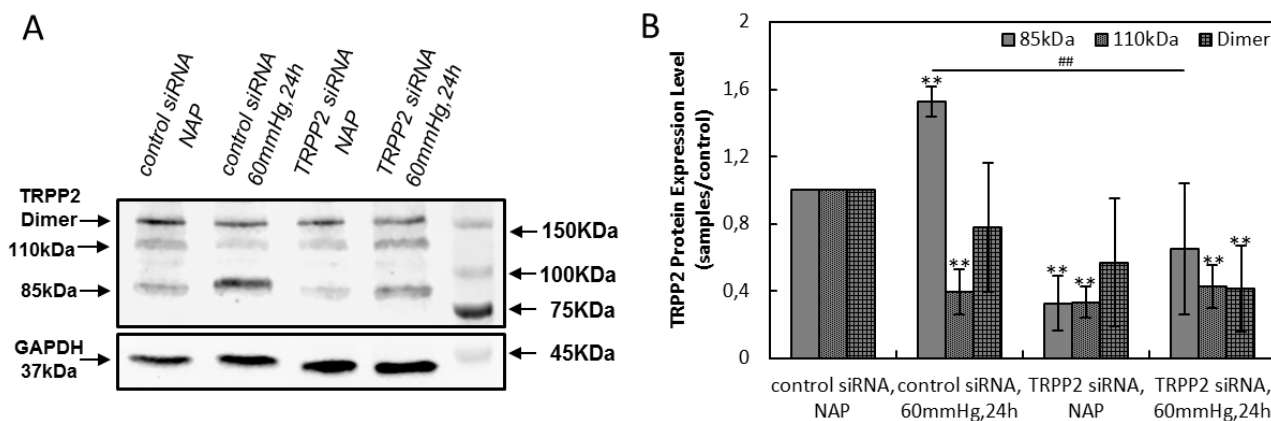 A
control siRNA
NAP
control siRNA
60mmHg,24h
TRPP2 siRNA
NAP
TRPP2 siRNA
60mmHg,24h
TRPP2
Dimer
110kDa
85kDa
GAPDH
37kDa
150KDa
100KDa
75KDa
45KDa
B
TRPP2 Protein Expression Level
(samples/control)
2
1,6
1,2
0,8
0,4
0
85kDa 110kDa Dimer
##
**
**
** **
** **
control siRNA,
NAP
control siRNA,
60mmHg,24h
TRPP2 siRNA,
NAP
TRPP2 siRNA,
60mmHg,24h